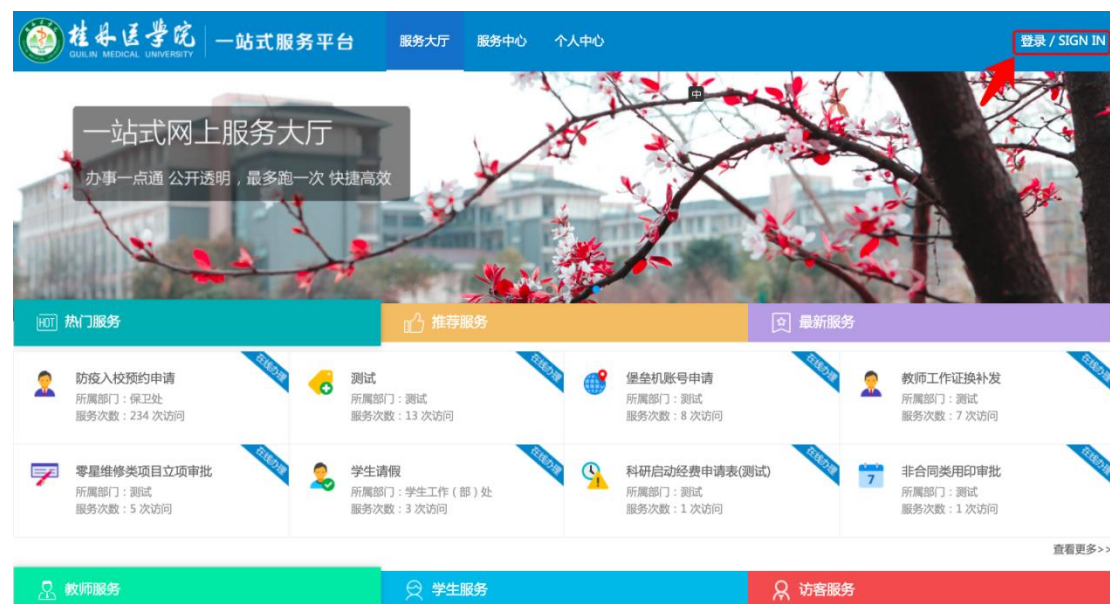 桂林医学院
GUILIN MEDICAL UNIVERSITY
一站式服务平台
服务大厅 服务中心 个人中心
登录 / SIGN IN
中
一站式网上服务大厅
办事一点通 公开透明，最多跑一次 快捷高效
HOT 热门服务
推荐服务
最新服务
防疫入校预约申请
所属部门：保卫处
服务次数：234 次访问
在线办理
测试
所属部门：测试
服务次数：13 次访问
在线办理
堡垒机账号申请
所属部门：测试
服务次数：8 次访问
在线办理
教师工作证换补发
所属部门：测试
服务次数：7 次访问
在线办理
零星维修类项目立项审批
所属部门：测试
服务次数：5 次访问
在线办理
学生请假
所属部门：学生工作（部）处
服务次数：3 次访问
在线办理
科研启动经费申请表(测试)
所属部门：测试
服务次数：1 次访问
在线办理
7
非合同类用印审批
所属部门：测试
服务次数：1 次访问
在线办理
查看更多>>
教师服务
学生服务
访客服务